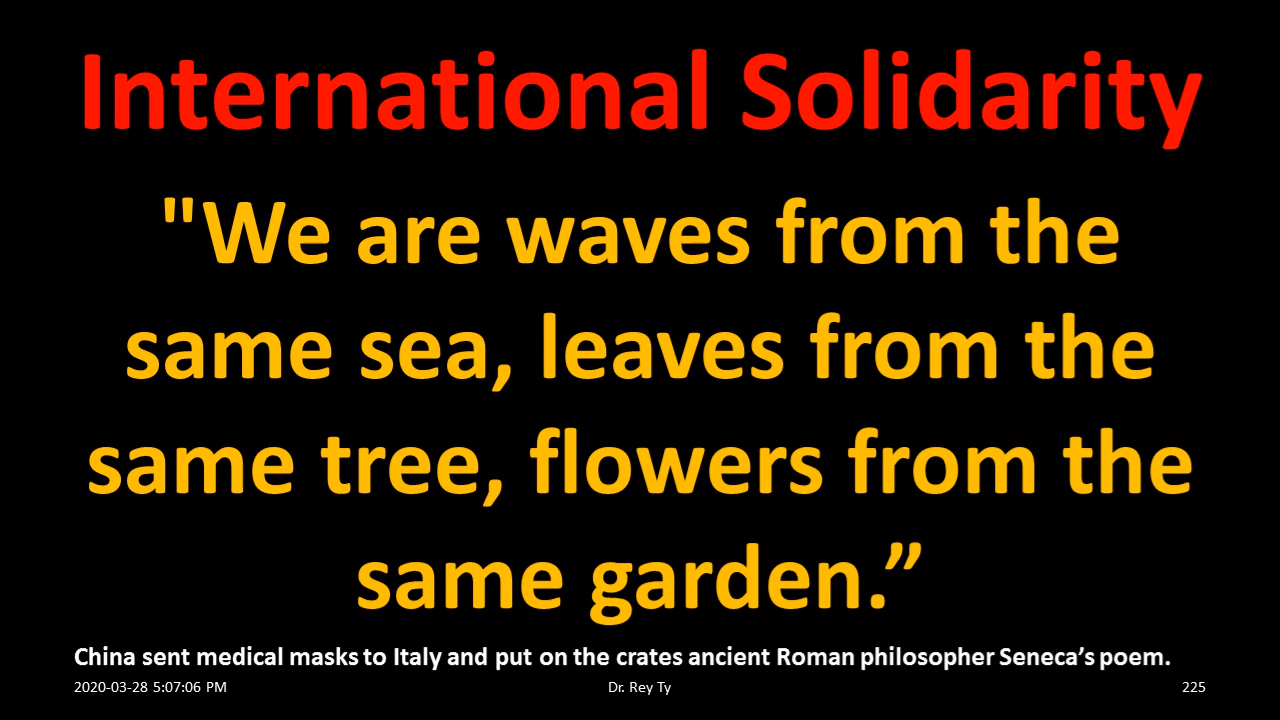 International Solidarity
"We are waves from the
same sea, leaves from the
same tree, flowers from the
same garden.”
China sent medical masks to Italy and put on the crates ancient Roman philosopher Seneca’s poem.
2020-03-28 5:07:06 PM
Dr. Rey Ty
225